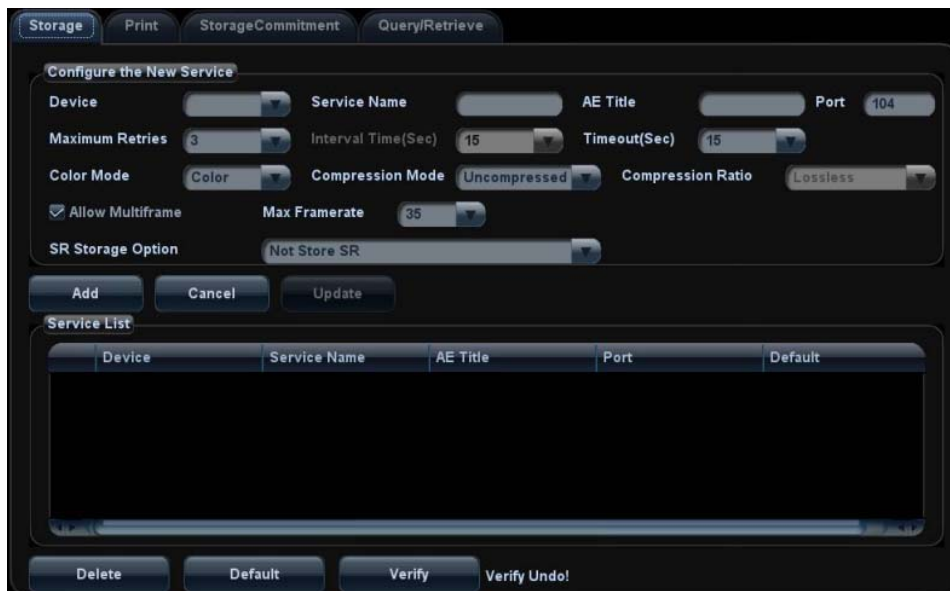 Storage Print StorageCommitment Query/Retrieve
Configure the New Service
Device Service Name AE Title Port 104
Maximum Retries 3 Interval Time(Sec) 15 Timeout(Sec) 15
Color Mode Color Compression Mode Uncompressed Compression Ratio Lossless
Allow Multiframe Max Framerate 35
SR Storage Option Not Store SR
Add Cancel Update
Service List
Device Service Name AE Title Port Default
Delete Default Verify Verify Undo!